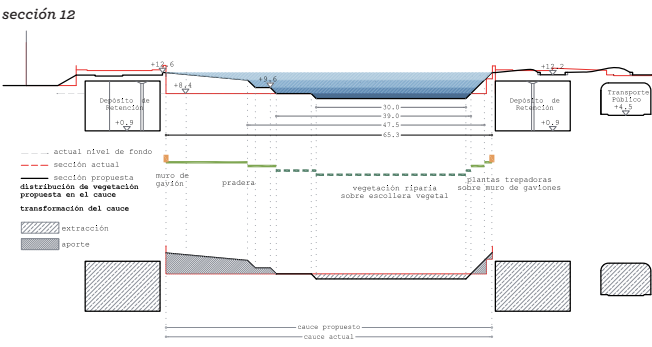 sección 12
+12.6
+12.2
+9.6
+8.4
Depósito de
Retención
+0.9
Depósito de
Retención
+0.9
Transporte
Público
+4.5
30.0
39.0
47.5
65.3
actual nivel de fondo
sección actual
sección propuesta
distribución de vegetación
propuesta en el cauce
transformación del cauce
extracción
aporte
muro de
gavión
pradera
vegetación riparia
sobre escollera vegetal
plantas trepadoras
sobre muro de gaviones
cauce propuesto
cauce actual